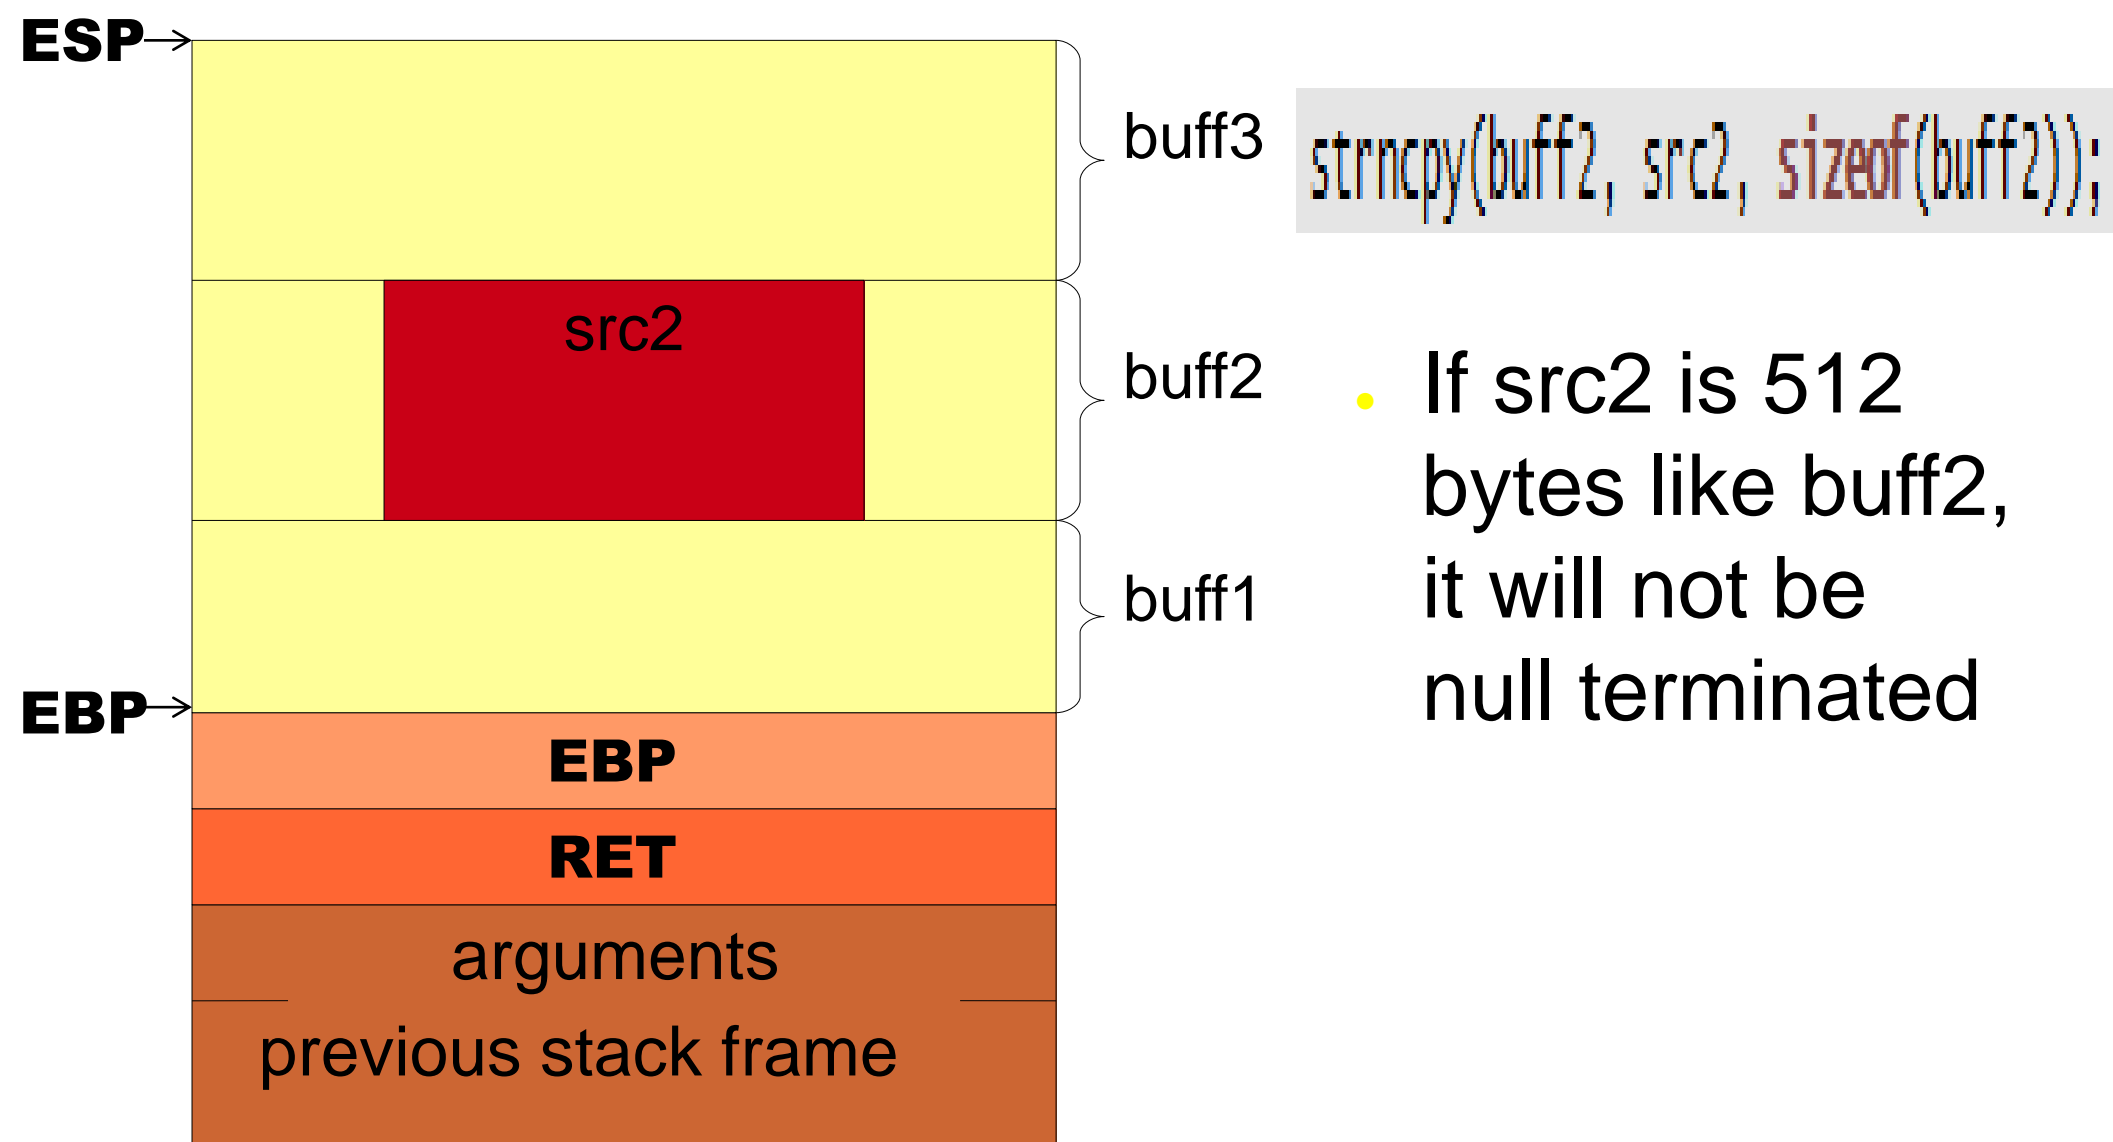 ESP
buff3
strncpy(buff2, src2, sizeof(buff2));
src2
buff2
• If src2 is 512
bytes like buff2,
it will not be
null terminated
buff1
EBP
EBP
RET
arguments
previous stack frame